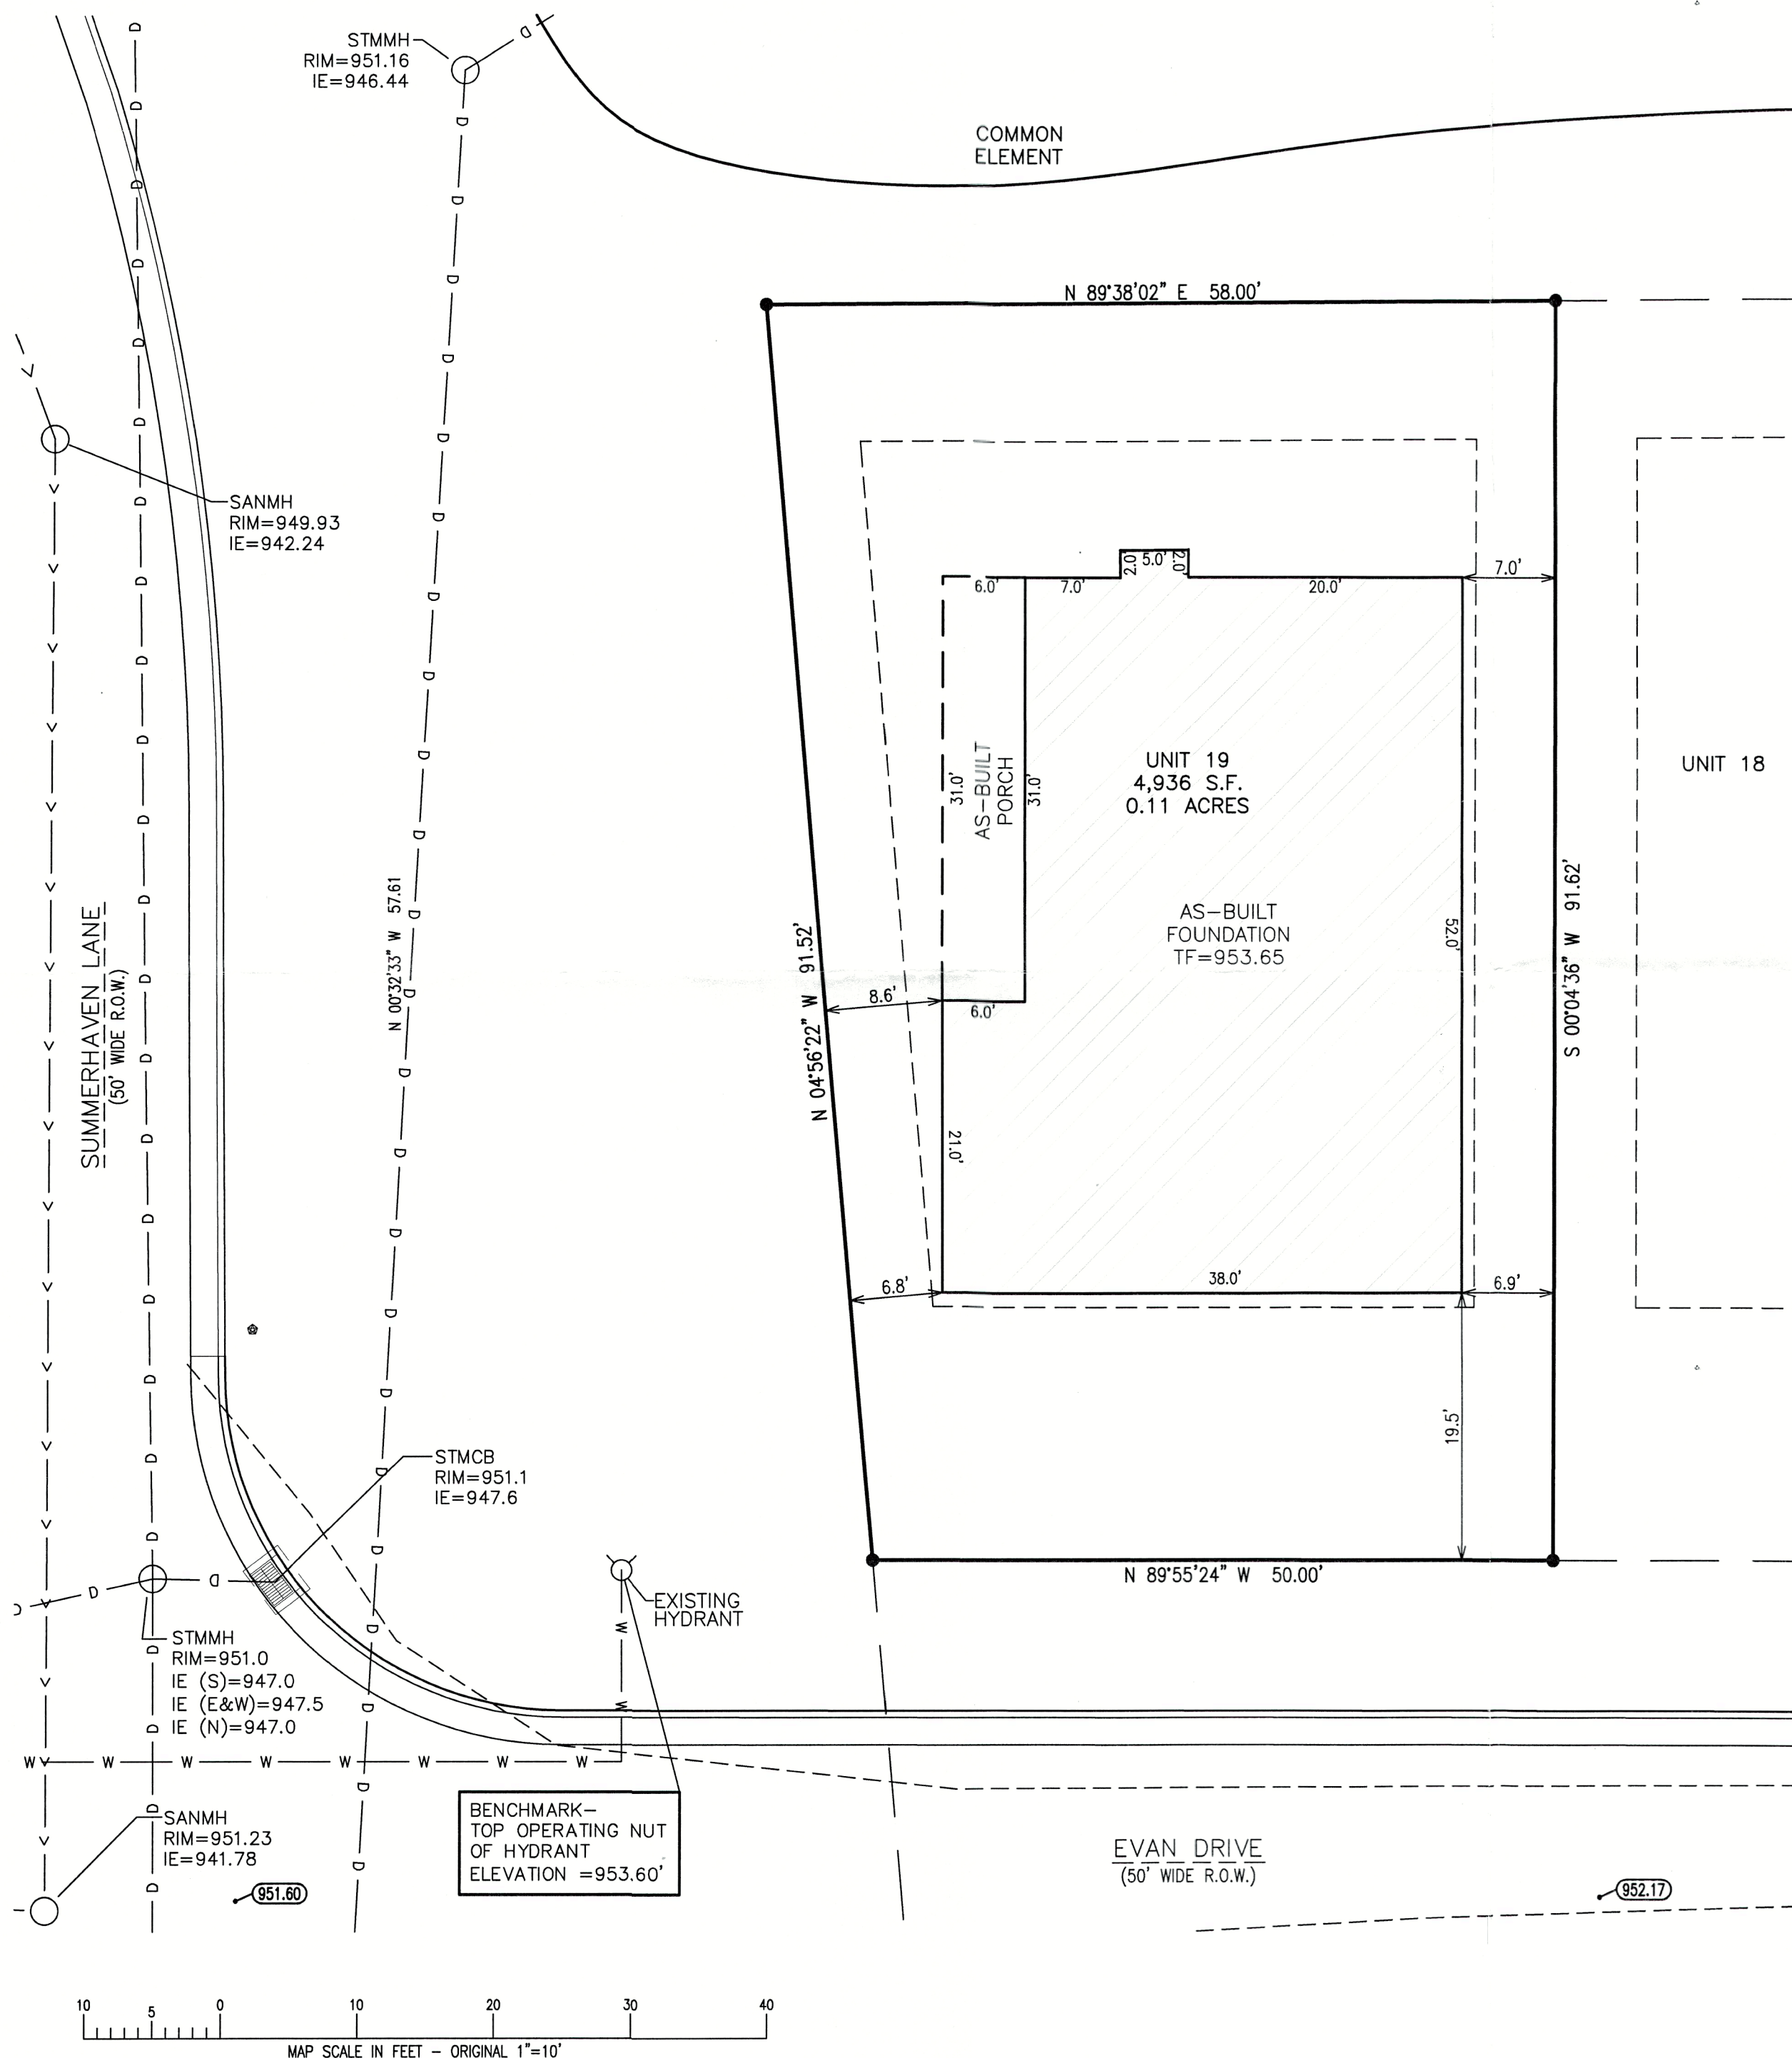 STMMH
RIM=951.16
IE=946.44
COMMON
ELEMENT
N 89°38'02" E 58.00'
SANMH
RIM=949.93
IE=942.24
2.0'
5.0'
2.0'
6.0'
7.0'
20.0'
7.0'
AS-BUILT
PORCH
31.0'
31.0'
UNIT 19
4,936 S.F.
0.11 ACRES
UNIT 18
AS-BUILT
FOUNDATION
TF=953.65
52.0'
S 00°04'36" W 91.62'
N 04°56'22" W 91.52'
N 00°32'33" W 57.61
SUMMERHAVEN LANE
(50' WIDE R.O.W.)
8.6'
6.0'
21.0'
6.8'
38.0'
6.9'
19.5'
STMCB
RIM=951.1
IE=947.6
N 89°55'24" W 50.00'
EXISTING
HYDRANT
STMMH
RIM=951.0
IE (S)=947.0
IE (E&W)=947.5
IE (N)=947.0
BENCHMARK-
TOP OPERATING NUT
OF HYDRANT
ELEVATION =953.60'
SANMH
RIM=951.23
IE=941.78
951.60
EVAN DRIVE
(50' WIDE R.O.W.)
952.17
10 5 0 10 20 30 40
MAP SCALE IN FEET - ORIGINAL 1"=10'